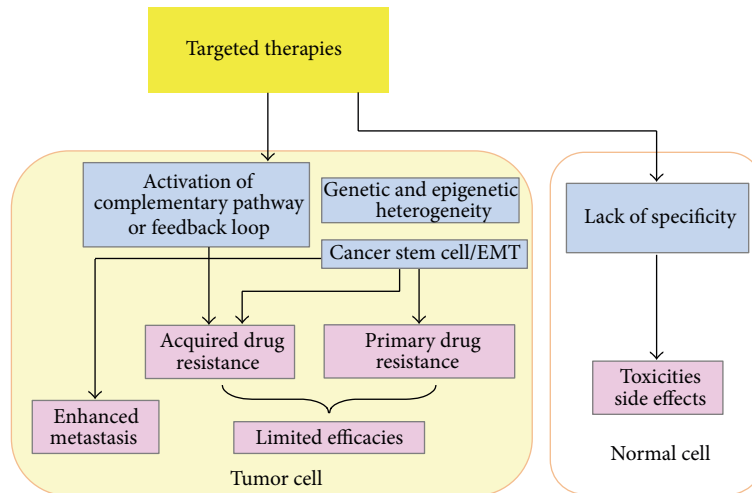 Targeted therapies
Activation of
complementary pathway
or feedback loop
Genetic and epigenetic
heterogeneity
Cancer stem cell/EMT
Lack of specificity
Acquired drug
resistance
Primary drug
resistance
Enhanced
metastasis
Limited efficacies
Toxicities
side effects
Tumor cell
Normal cell